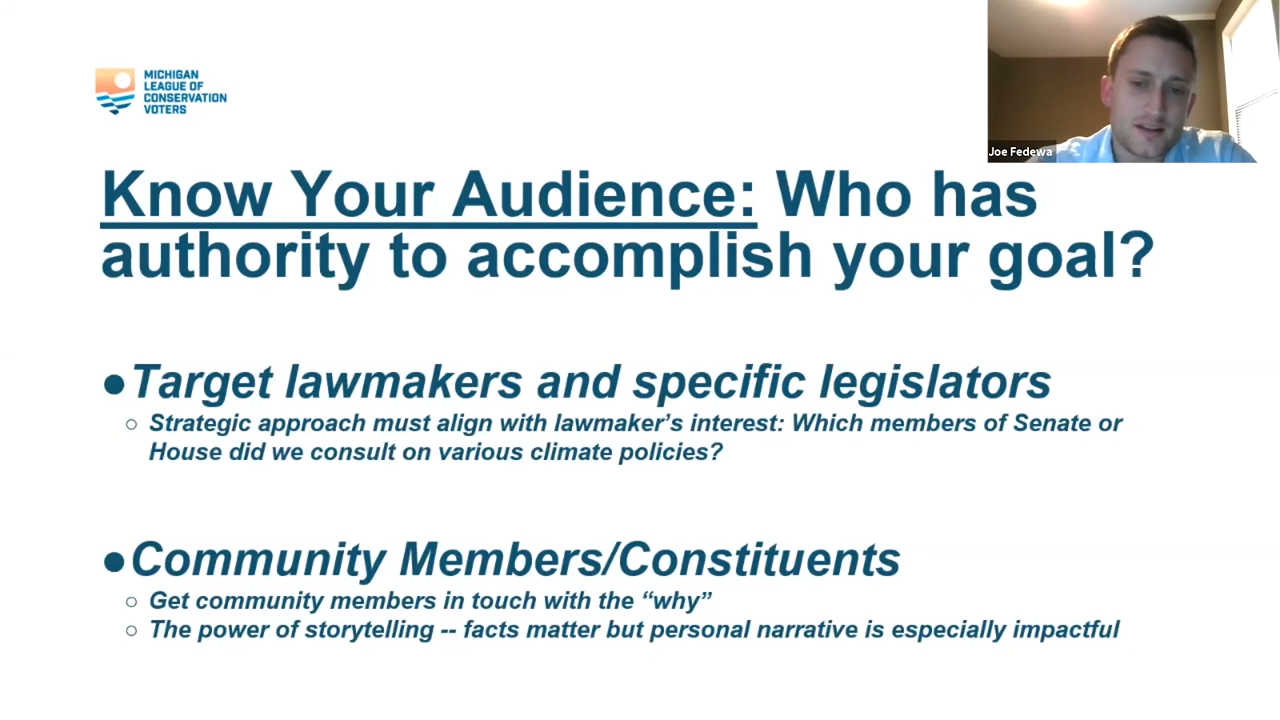 MICHIGAN
LEAGUE OF
CONSERVATION
VOTERS
Joe Fedewa
Know Your Audience: Who has
authority to accomplish your goal?
●Target lawmakers and specific legislators
○ Strategic approach must align with lawmaker’s interest: Which members of Senate or
House did we consult on various climate policies?
●Community Members/Constituents
○ Get community members in touch with the “why”
○ The power of storytelling -- facts matter but personal narrative is especially impactful